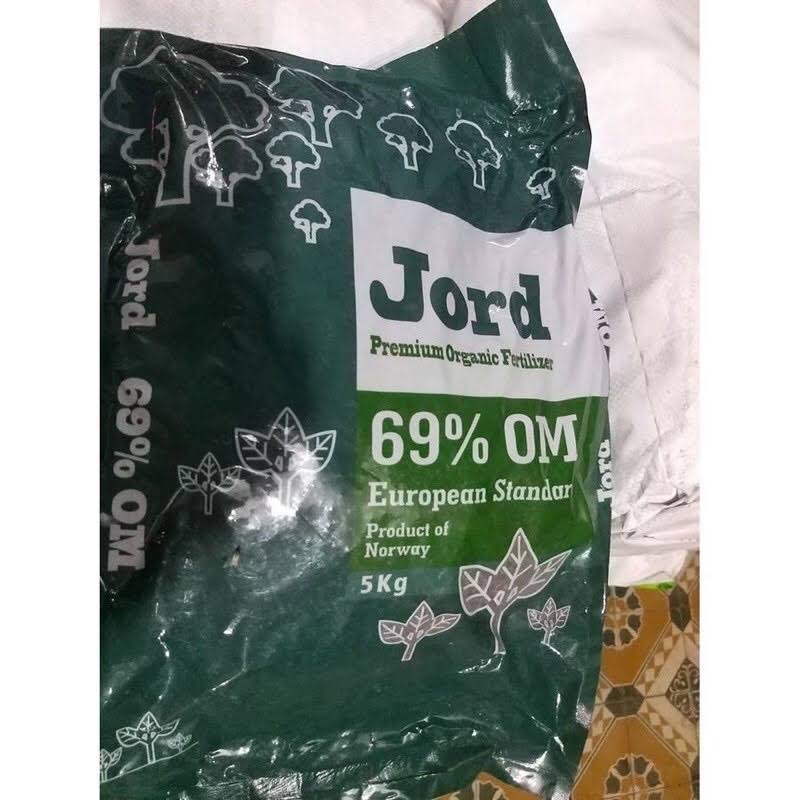 Jord
Premium Organic Fertilizer
69% OM
European Standar
Product of
Norway
5Kg
Jord 69% OM
Jord